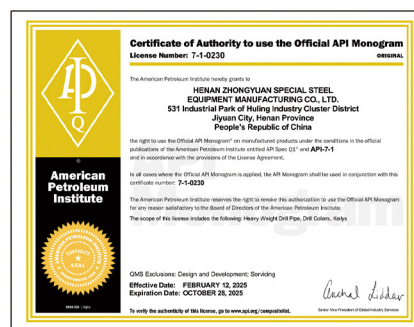 Certificate of Authority to use the Official API Monogram
License Number: 7-1-0230
ORIGINAL
The American Petroleum Institute hereby grants to
HENAN ZHONGYUAN SPECIAL STEEL
EQUIPMENT MANUFACTURING CO., LTD.
531 Industrial Park of Huling Industry Cluster District
Jiyuan City, Henan Province
People's Republic of China
the right to use the Official API Monogram® on manufactured products under the conditions in the official
publications of the American Petroleum Institute entitled API Spec Q1® and API-7-1
and in accordance with the provisions of the License Agreement.
In all cases where the Official API Monogram is applied, the API Monogram shall be used in conjunction with this
certificate number: 7-1-0230
The American Petroleum Institute reserves the right to revoke this authorization to use the Official API Monogram
for any reason satisfactory to the Board of Directors of the American Petroleum Institute.
The scope of this license includes the following: Heavy Weight Drill Pipe, Drill Collars, Kellys
QMS Exclusions: Design and Development; Servicing
Effective Date: FEBRUARY 12, 2025
Expiration Date: OCTOBER 28, 2025
To verify the authenticity of this license, go to www.api.org/compositelist.
Senior Vice President of Global Industry Services
API
Q
®
American
Petroleum
Institute
CORPORATE
SEAL